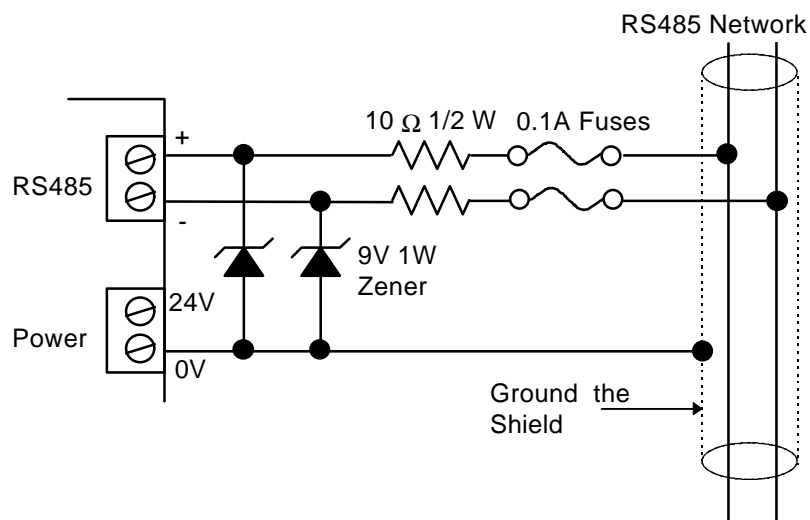 RS485 Network
+
10 Ω 1/2 W
0.1A Fuses
RS485
-
9V 1W
Zener
24V
Power
0V
Ground the
Shield